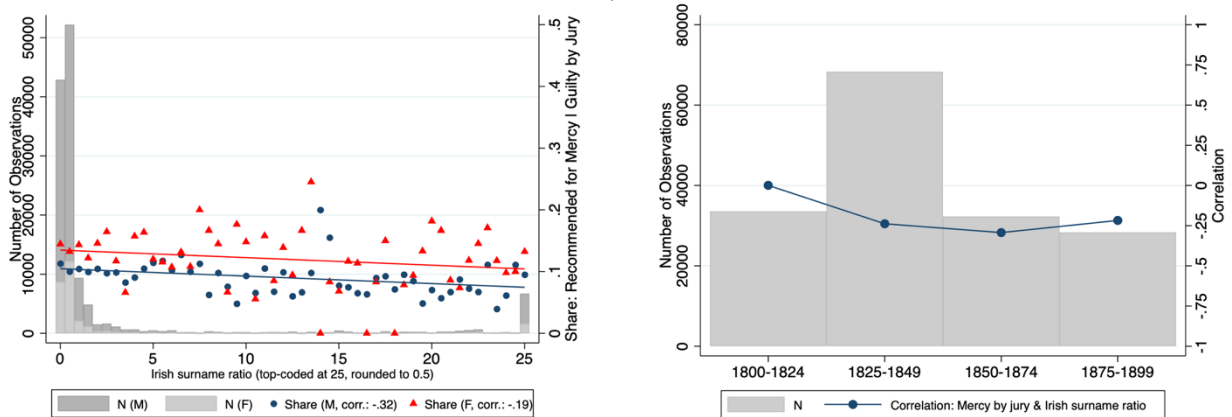 Number of Observations
50000
40000
30000
20000
10000
0
.5
.4
.3
.2
.1
0
Share: Recommended for Mercy | Guilty by Jury
0 5 10 15 20 25
Irish surname ratio (top-coded at 25, rounded to 0.5)
N (M) N (F) Share (M, corr.: -.32) Share (F, corr.: -.19)
Number of Observations
80000
60000
40000
20000
0
1
.75
.5
.25
0
-.25
-.5
-.75
-1
Correlation
1800-1824 1825-1849 1850-1874 1875-1899
N Correlation: Mercy by jury & Irish surname ratio